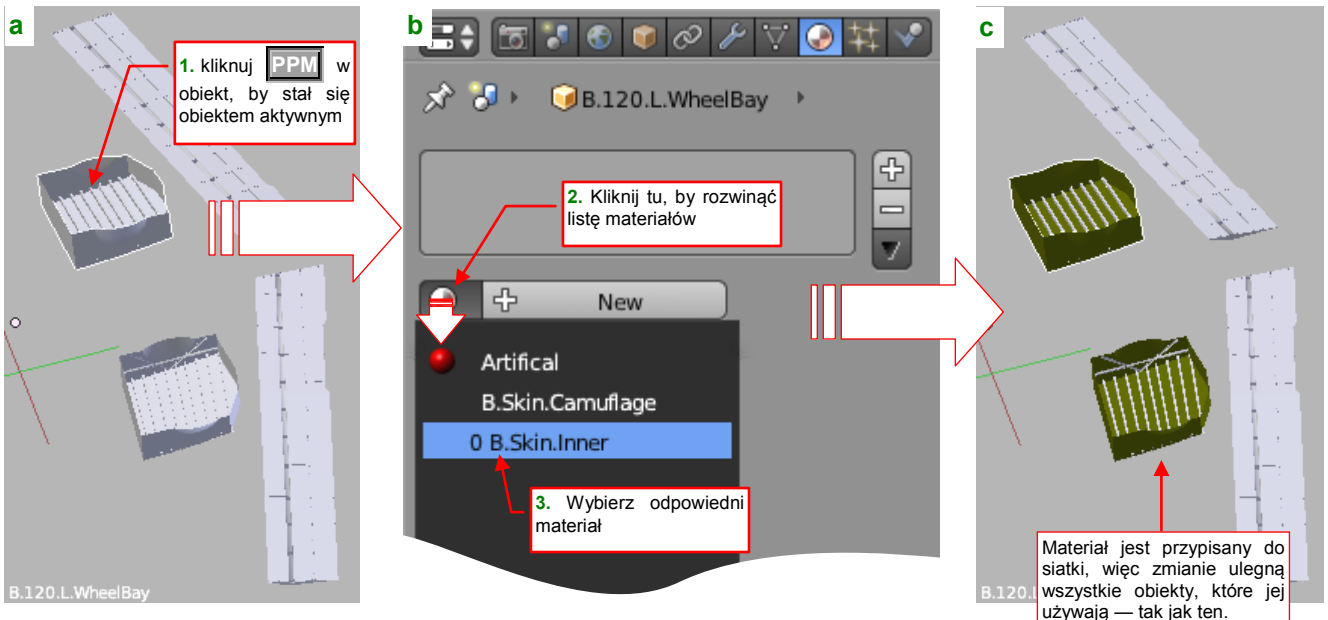 a
1. kliknuj PPM w
obiekt, by stał się
obiektem aktywnym
B.120.L.WheelBay
b
B.120.L.WheelBay
2. Kliknij tu, by rozwinąć
listę materiałów
New
Artifical
B.Skin.Camuflage
0 B.Skin.Inner
3. Wybierz odpowiedni
materiał
c
B.120.L
Materiał jest przypisany do
siatki, więc zmianie ulegną
wszystkie obiekty, które jej
używają — tak jak ten.